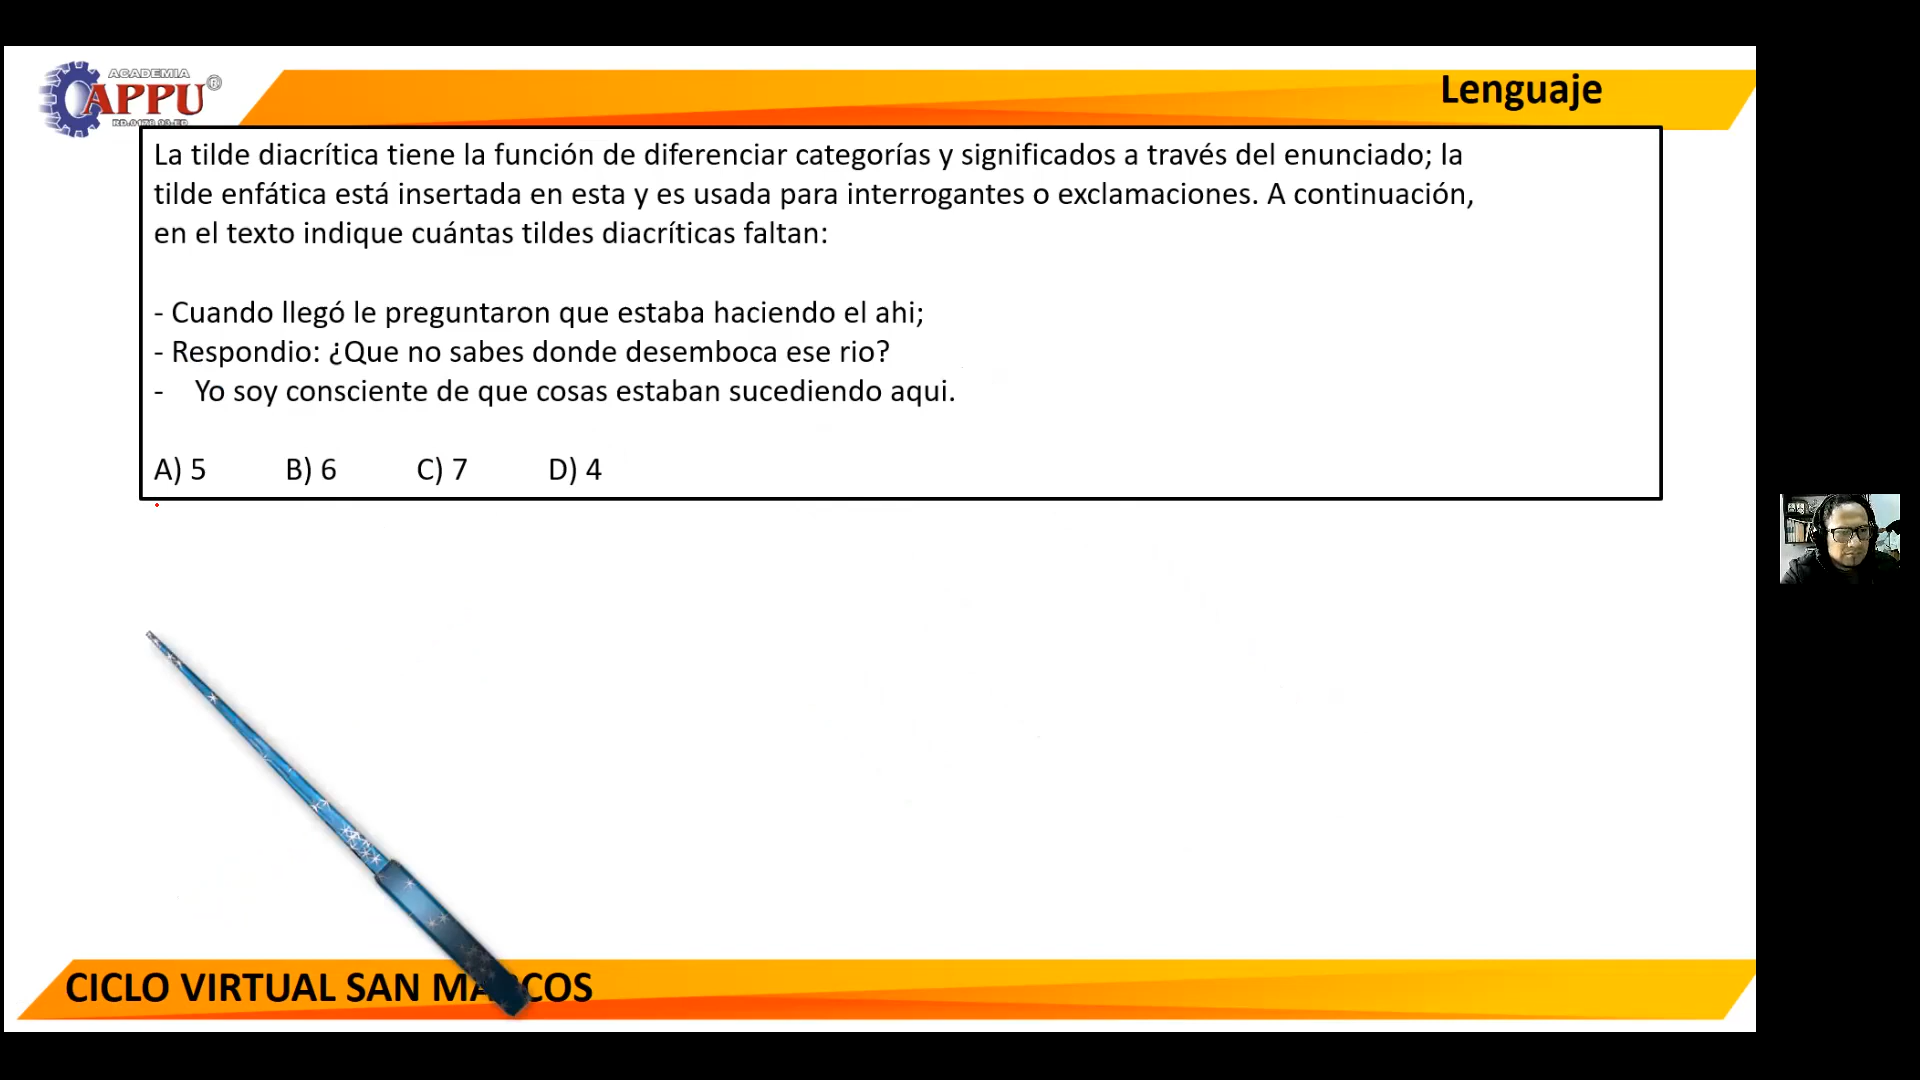 ACADEMIA
APPU®
Lenguaje
La tilde diacrítica tiene la función de diferenciar categorías y significados a través del enunciado; la
tilde enfática está insertada en esta y es usada para interrogantes o exclamaciones. A continuación,
en el texto indique cuántas tildes diacríticas faltan:
- Cuando llegó le preguntaron que estaba haciendo el ahi;
- Respondio: ¿Que no sabes donde desemboca ese rio?
- Yo soy consciente de que cosas estaban sucediendo aqui.
A) 5 B) 6 C) 7 D) 4
CICLO VIRTUAL SAN